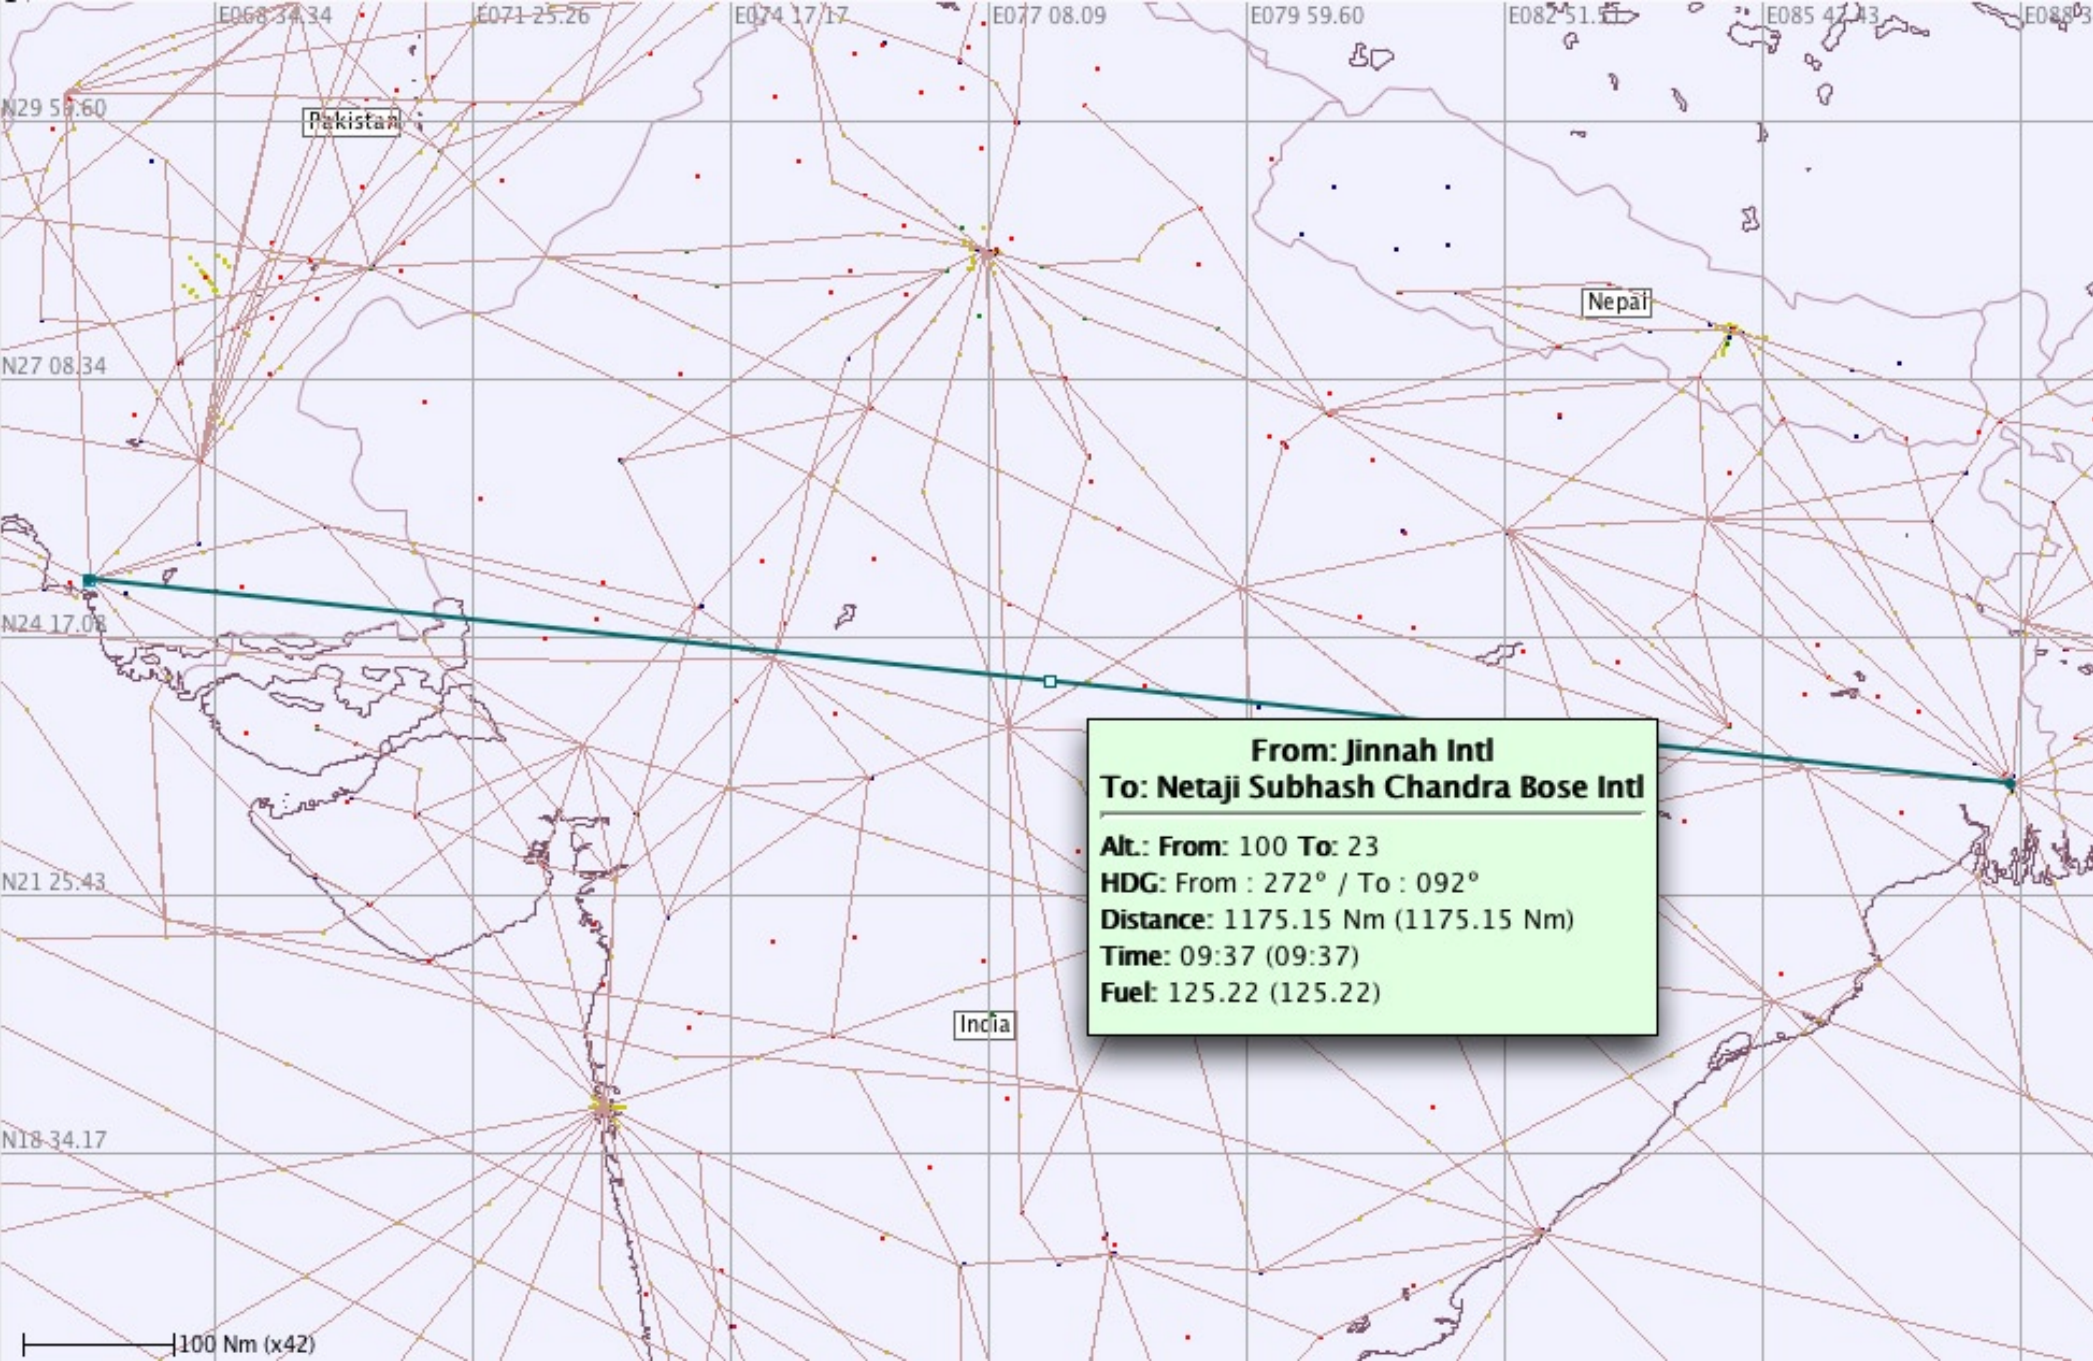 E068 34.34
E071 25.26
E074 17.17
E077 08.09
E079 59.60
E085 42.43
Pakistan
Nepal
N27 08.34
N24 17.08
From: Jinnah Intl
To: Netaji Subhash Chandra Bose Intl
Alt.: From: 100 To: 23
HDG: From : 272° / To : 092°
Distance: 1175.15 Nm (1175.15 Nm)
Time: 09:37 (09:37)
Fuel: 125.22 (125.22)
N21 25.43
India
N18 34.17
100 Nm (x42)